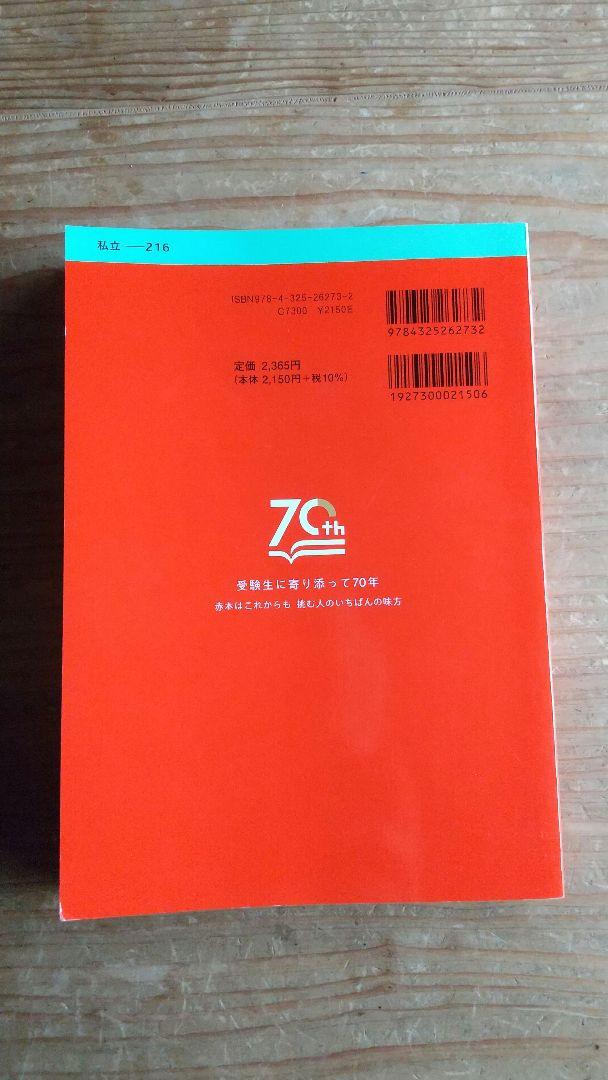 私立 ―216
ISBN978-4-325-26273-2
C7300 ¥2150E
9784325262732
定価 2,365円
(本体 2,150円+税10%)
1927300021506
70th
受験生に寄り添って70年
赤本はこれからも 挑む人のいちばんの味方